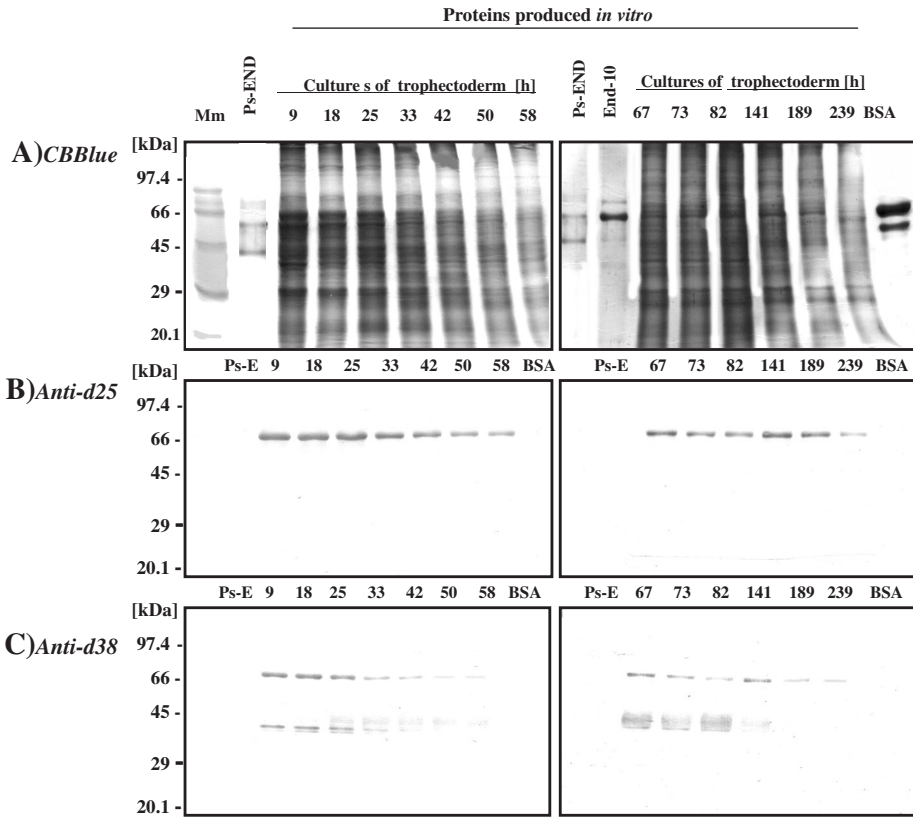 Proteins produced in vitro
Ps-END
Culture s of trophectoderm [h]
Ps-END
End-10
Cultures of trophectoderm [h]
Mm 9 18 25 33 42 50 58
67 73 82 141 189 239 BSA
A)CBBlue
[kDa]
97.4 -
66 -
45 -
29 -
20.1
[kDa] Ps-E 9 18 25 33 42 50 58 BSA
Ps-E 67 73 82 141 189 239 BSA
B)Anti-d25
97.4 -
66 -
45 -
29 -
20.1 -
Ps-E 9 18 25 33 42 50 58 BSA
Ps-E 67 73 82 141 189 239 BSA
[kDa]
C)Anti-d38
97.4 -
66 -
45 -
29 -
20.1 -